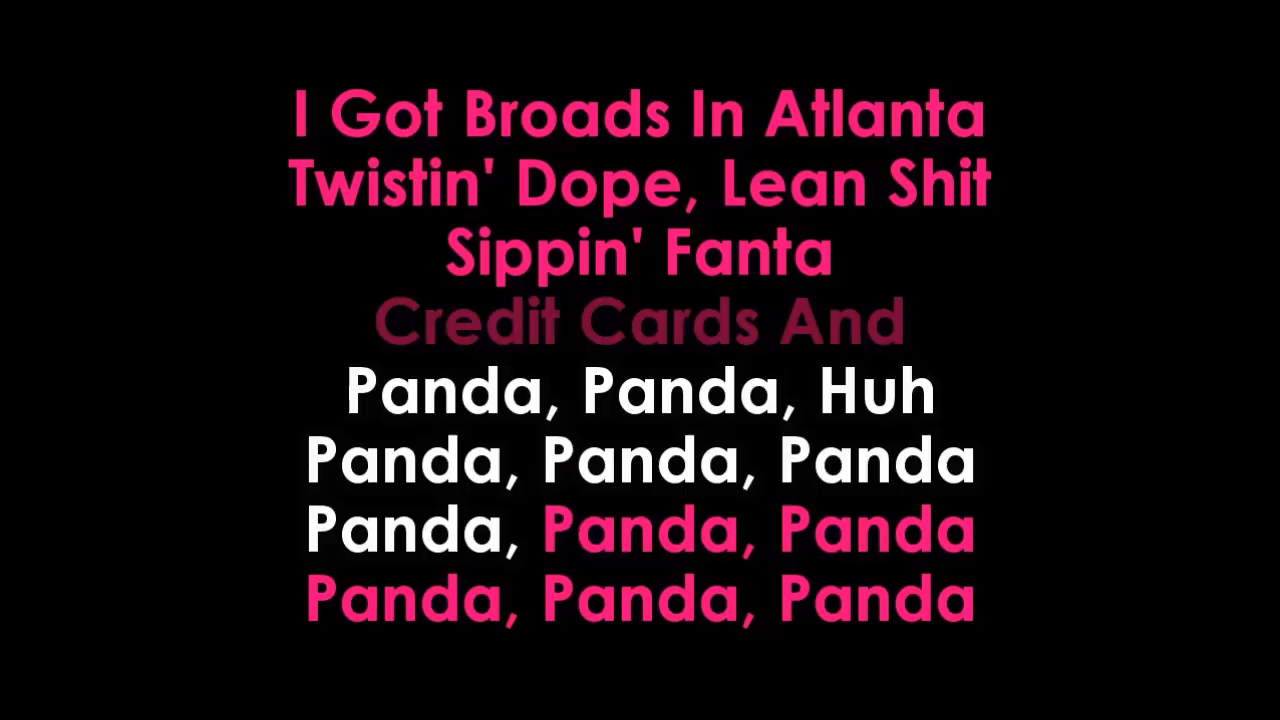 I Got Broads In Atlanta
Twistin' Dope, Lean Shit
Sippin' Fanta
Credit Cards And
Panda, Panda, Huh
Panda, Panda, Panda
Panda, Panda, Panda
Panda, Panda, Panda